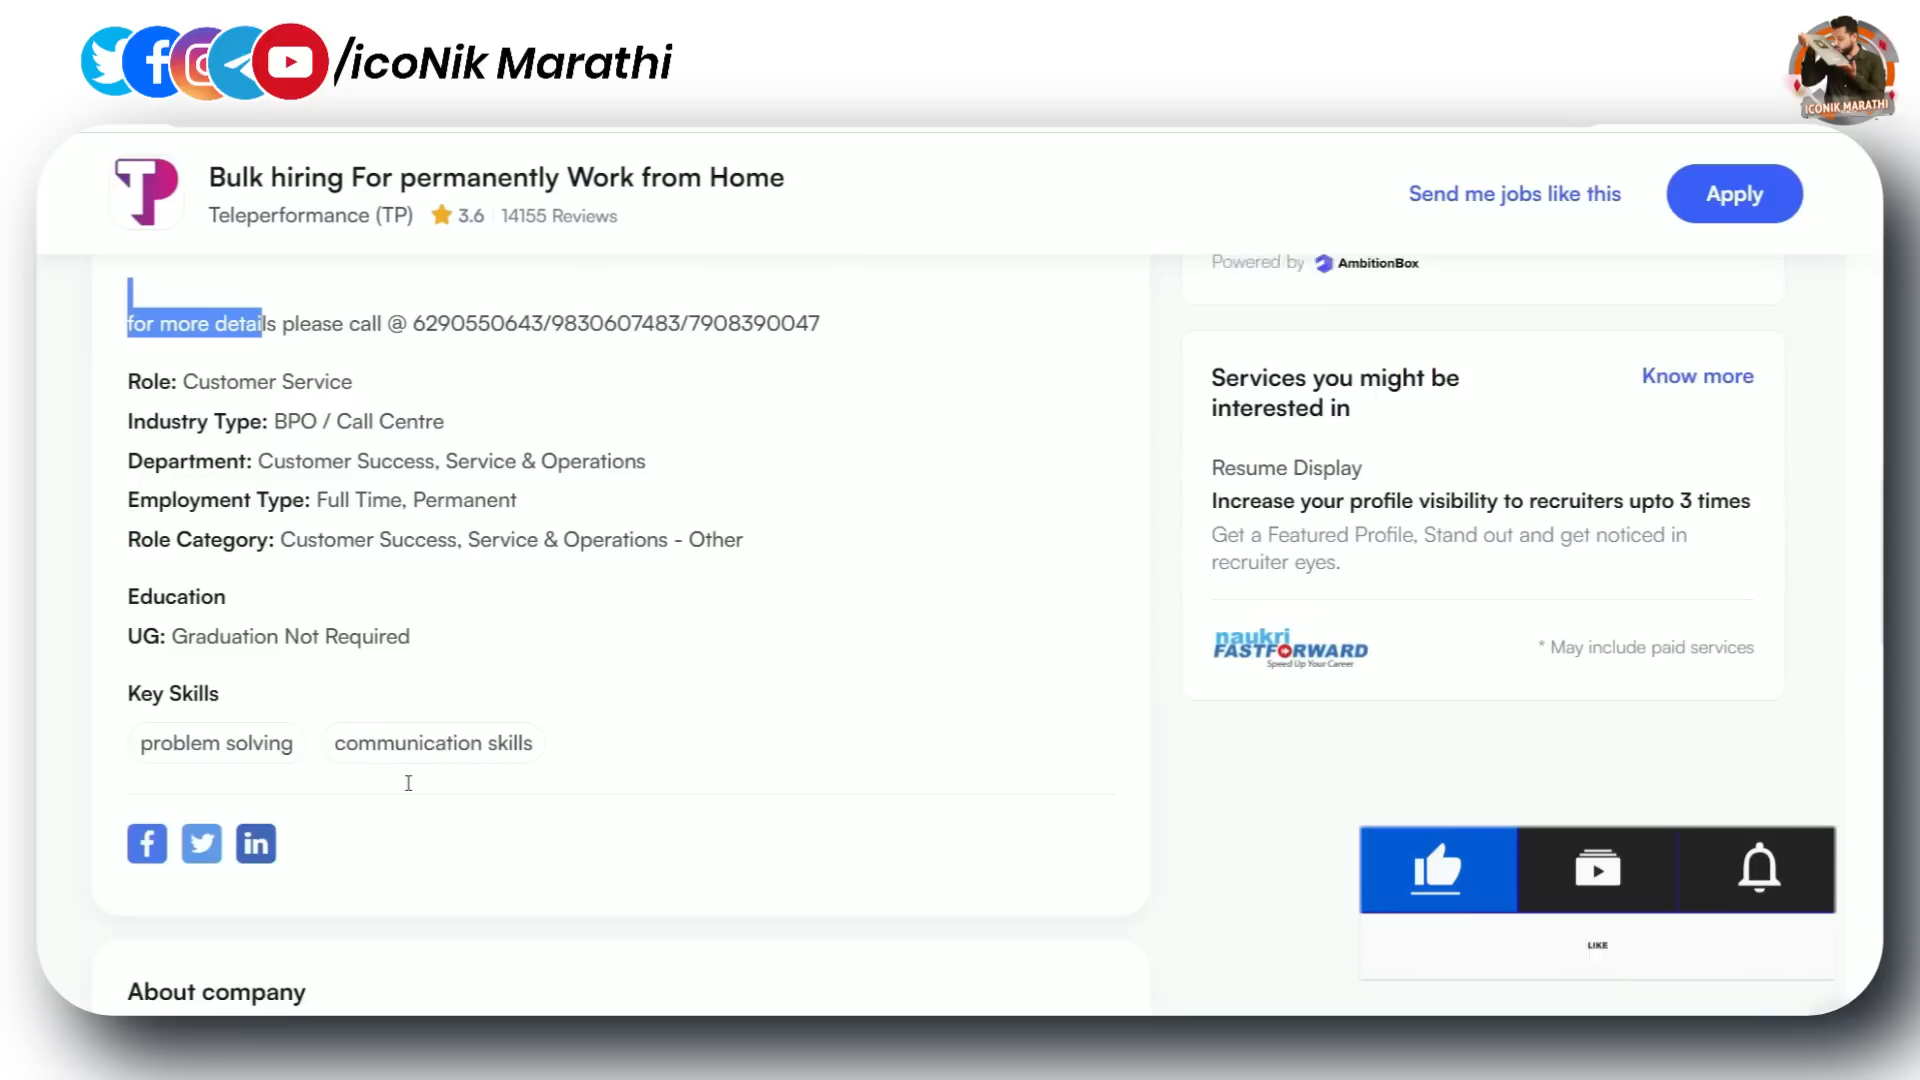 /icoNik Marathi
ICONIK MARATHI
Bulk hiring For permanently Work from Home
Teleperformance (TP) 3.6 14155 Reviews
Send me jobs like this
Apply
for more details please call @ 6290550643/9830607483/7908390047
Role: Customer Service
Industry Type: BPO / Call Centre
Department: Customer Success, Service & Operations
Employment Type: Full Time, Permanent
Role Category: Customer Success, Service & Operations - Other
Education
UG: Graduation Not Required
Key Skills
problem solving communication skills
About company
Powered by AmbitionBox
Services you might be
interested in
Know more
Resume Display
Increase your profile visibility to recruiters upto 3 times
Get a Featured Profile, Stand out and get noticed in
recruiter eyes.
naukri
FASTFORWARD
Speed Up Your Career
* May include paid services
LIKE